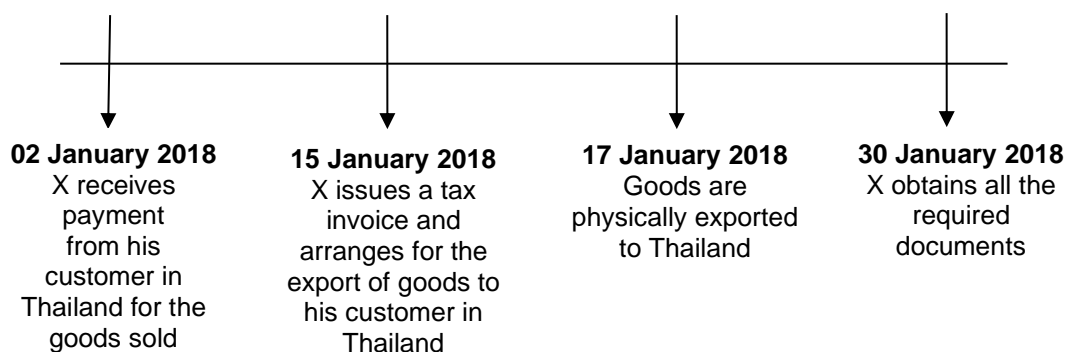 02 January 2018
X receives
payment
from his
customer in
Thailand for the
goods sold
15 January 2018
X issues a tax
invoice and
arranges for the
export of goods to
his customer in
Thailand
17 January 2018
Goods are
physically exported
to Thailand
30 January 2018
X obtains all the
required
documents